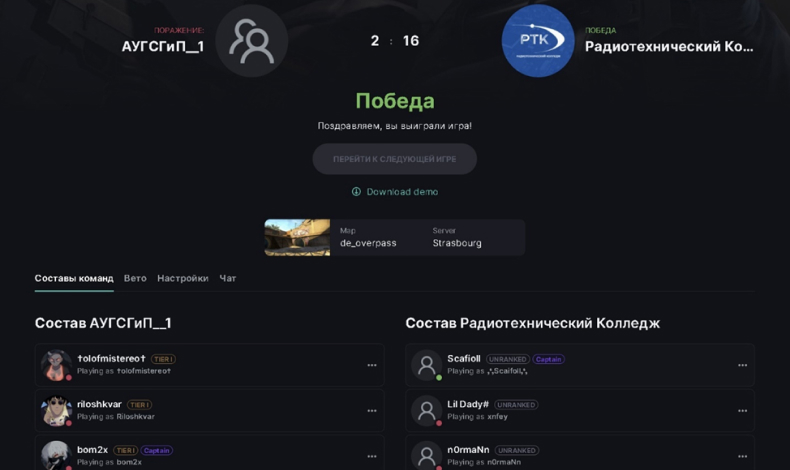 ПОРАЖЕНИЕ:
АУГСГиП__1
2 : 16
РТК
ПОБЕДА
Радиотехнический Ко...
Победа
Поздравляем, вы выиграли игра!
ПЕРЕЙТИ К СЛЕДУЮЩЕЙ ИГРЕ
Download demo
Map
de_overpass
Server
Strasbourg
Составы команд Вето Настройки Чат
Состав АУГСГиП__1
†olofmistereo† TIER I
Playing as †olofmistereo†
riloshkvar TIER I
Playing as Riloshkvar
bom2x TIER I Captain
Playing as bom2x
Состав Радиотехнический Колледж
Scafioll UNRANKED Captain
Playing as
Lil Dady# UNRANKED
Playing as xnfey
n0rmaNn UNRANKED
Playing as n0rmaNn